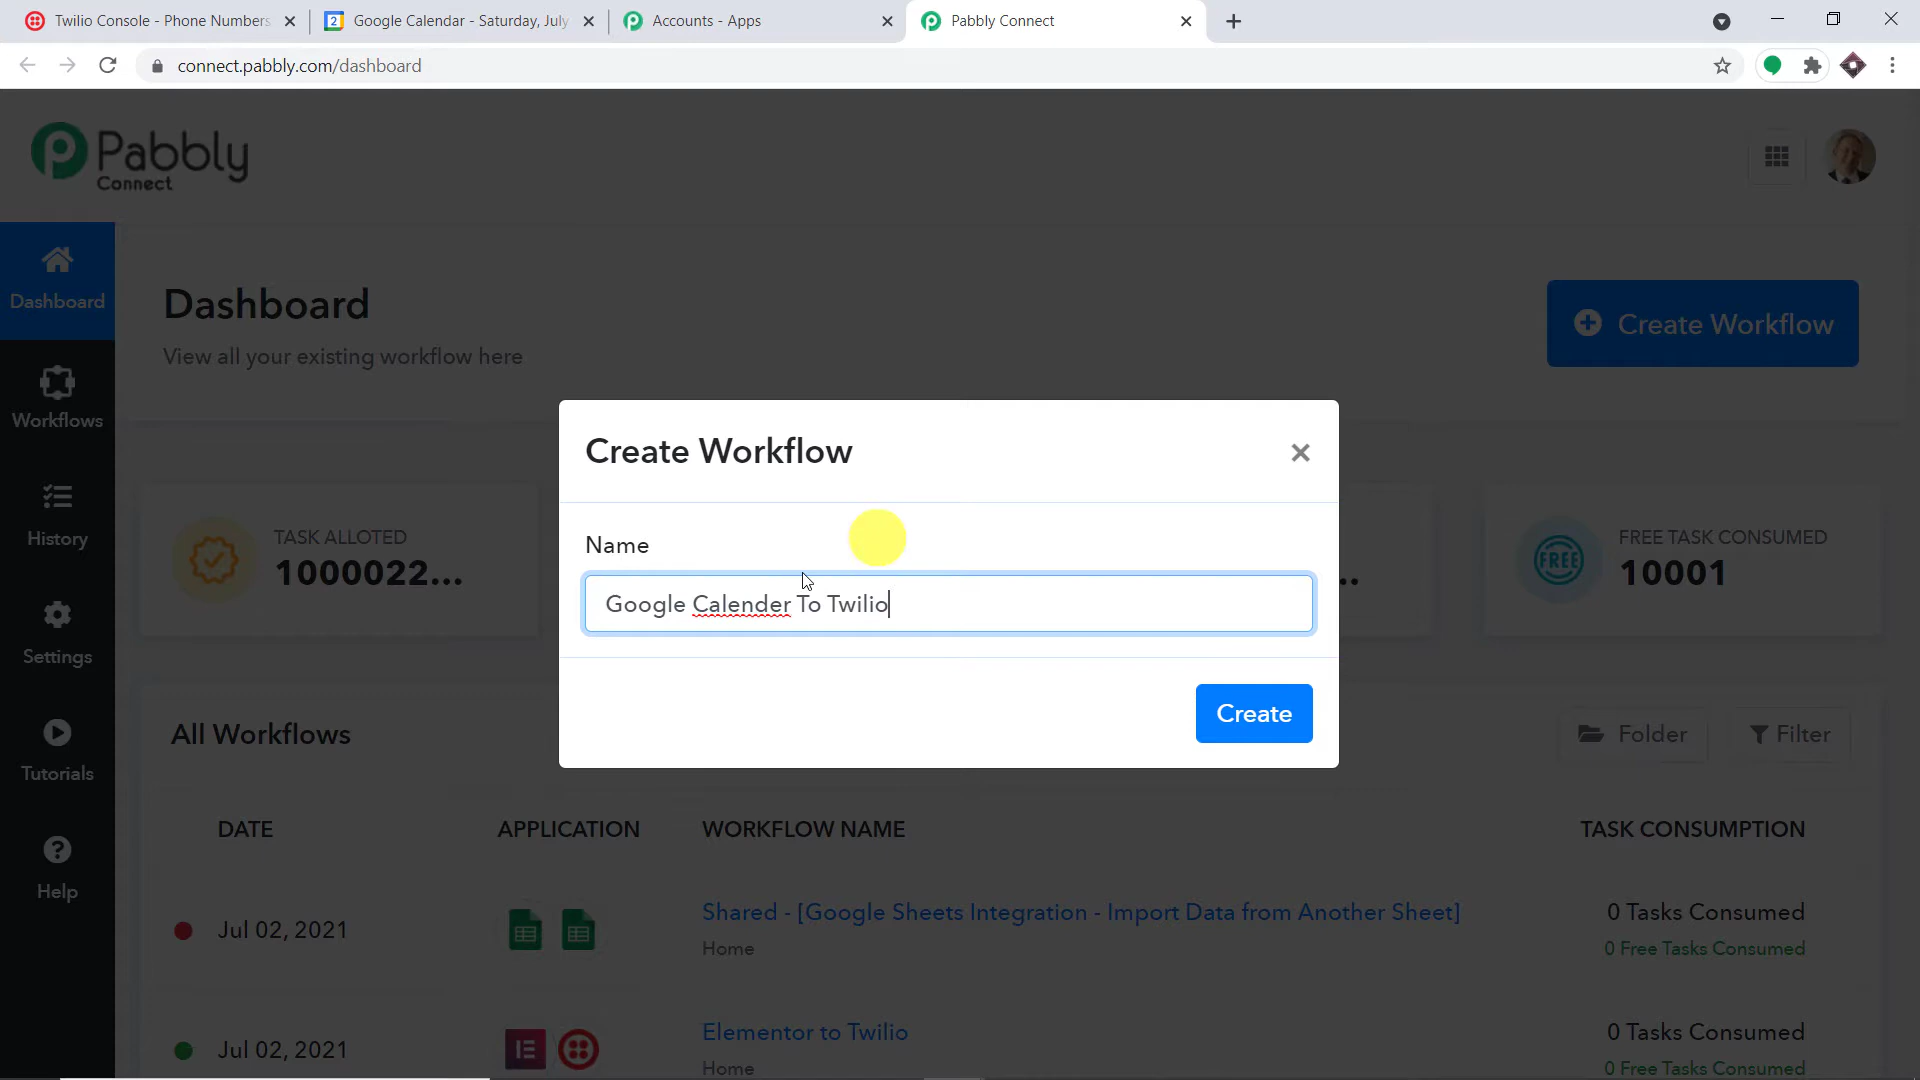 Twilio Console - Phone Numbers
Google Calendar - Saturday, July
Accounts - Apps
Pabbly Connect
connect.pabbly.com/dashboard
Pabbly
Connect
Dashboard
Workflows
History
Settings
Tutorials
Help
Dashboard
View all your existing workflow here
Create Workflow
TASK ALLOTED
1000022...
..
FREE
FREE TASK CONSUMED
10001
Create Workflow
Name
Google Calender To Twilio
Create
All Workflows
Folder
Filter
DATE APPLICATION WORKFLOW NAME TASK CONSUMPTION
Jul 02, 2021 Shared - [Google Sheets Integration - Import Data from Another Sheet] 0 Tasks Consumed
Home 0 Free Tasks Consumed
Jul 02, 2021 Elementor to Twilio 0 Tasks Consumed
Home 0 Free Tasks Consumed